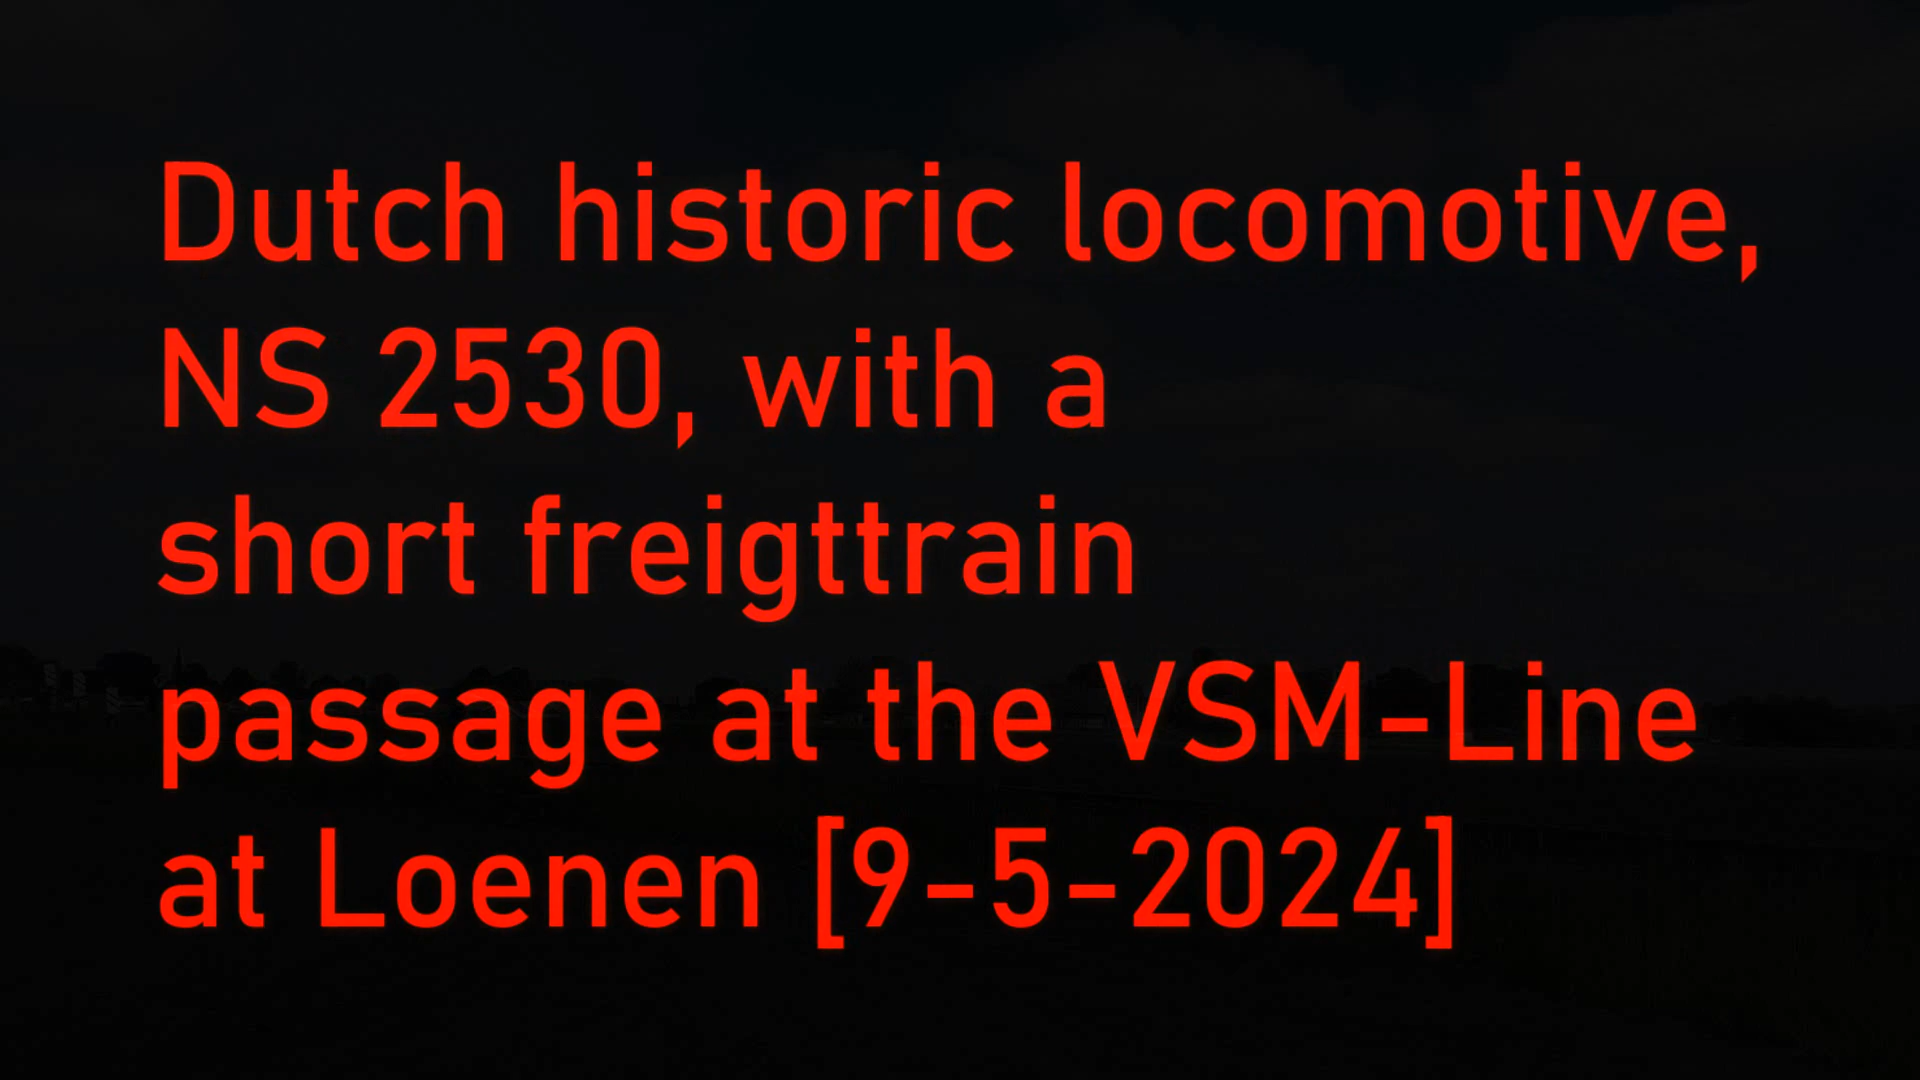 Dutch historic locomotive,
NS 2530, with a
short freigttrain
passage at the VSM-Line
at Loenen [9-5-2024]